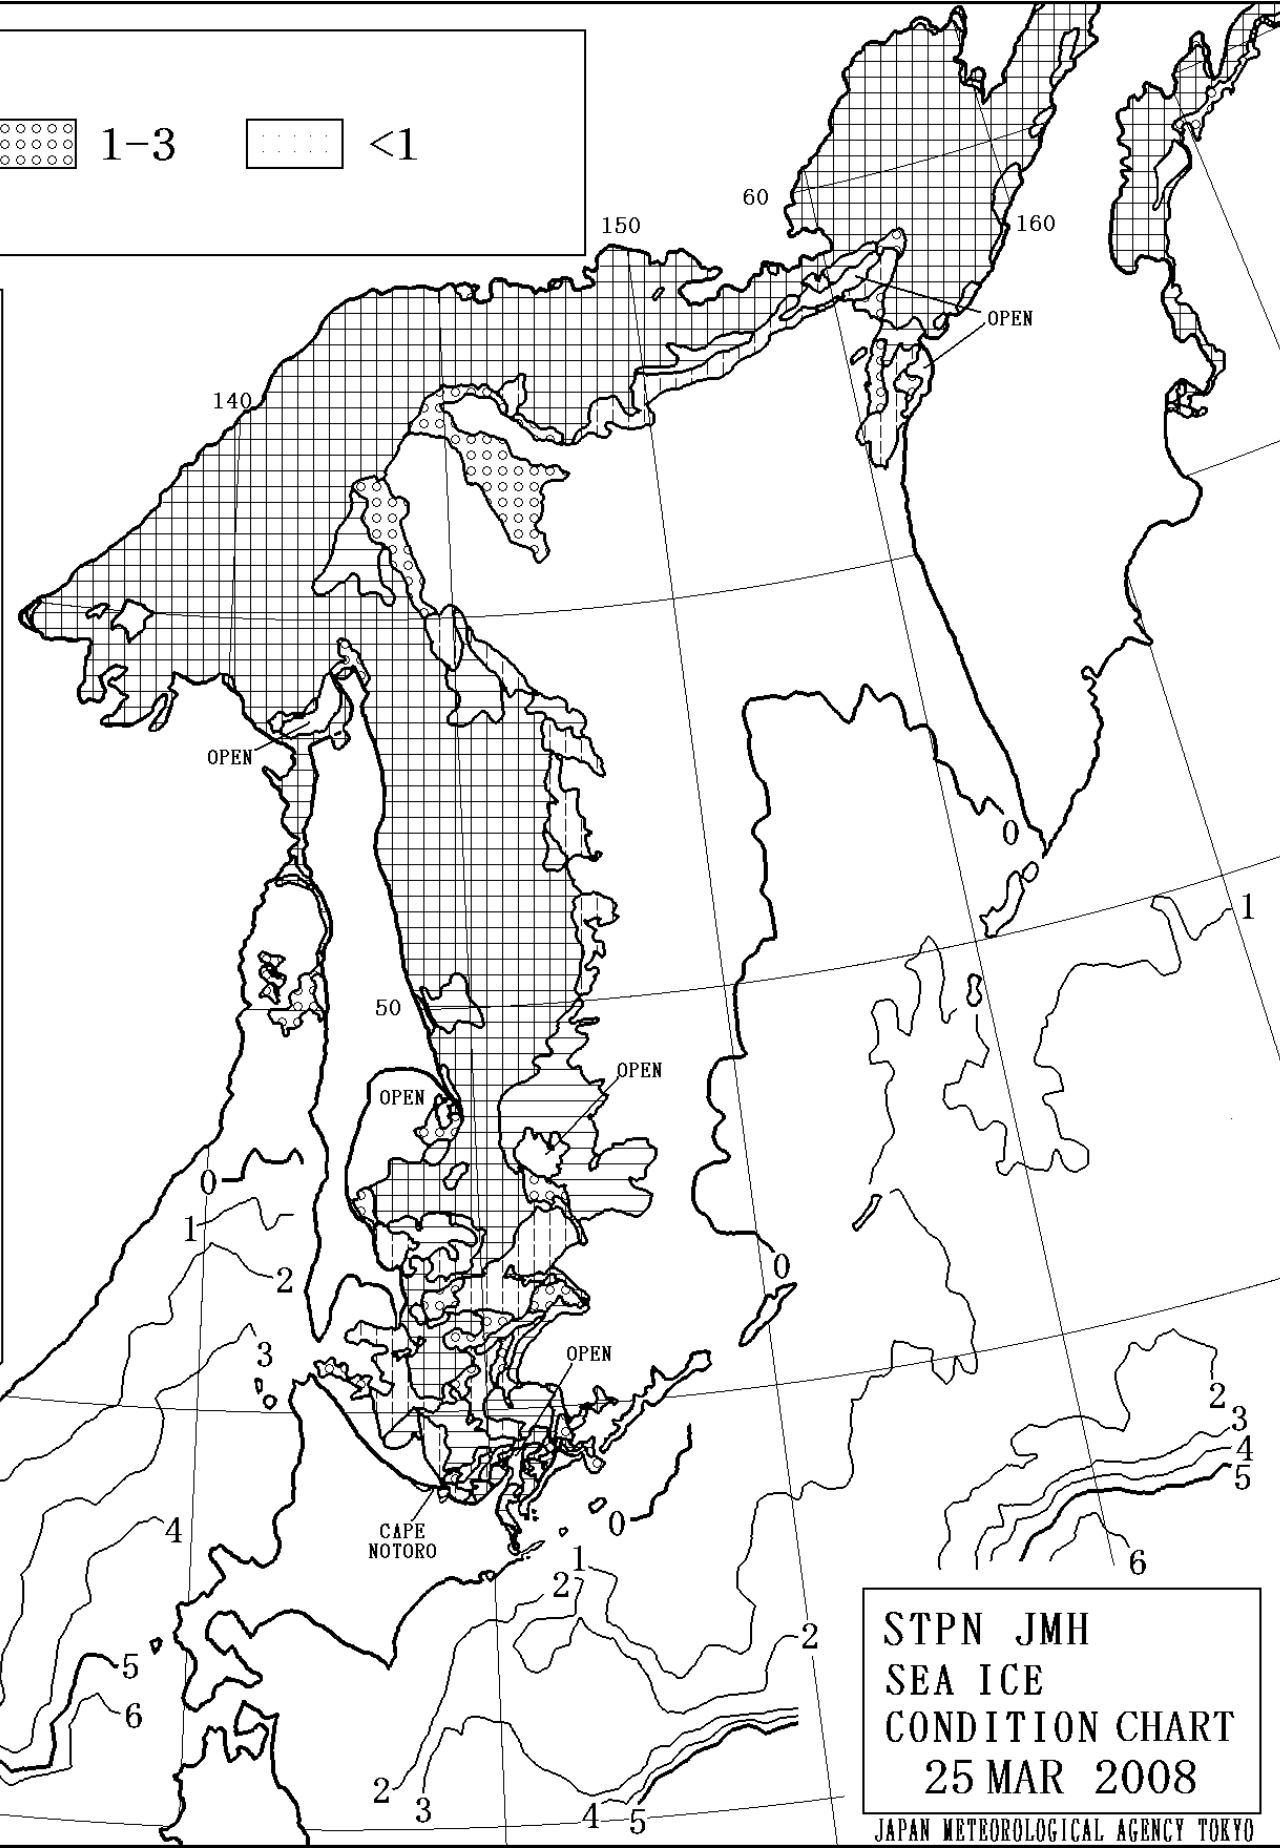 1-3
<1
60
150
160
OPEN
140
OPEN
0
1
50
OPEN
OPEN
0
1
2
0
3
OPEN
2
3
4
5
4
CAPE
NOTORO
0
6
1
2
STPN JMH
2
SEA ICE
5
6
CONDITION CHART
25 MAR 2008
2
3
4
5
JAPAN METEOROLOGICAL AGENCY TOKYO